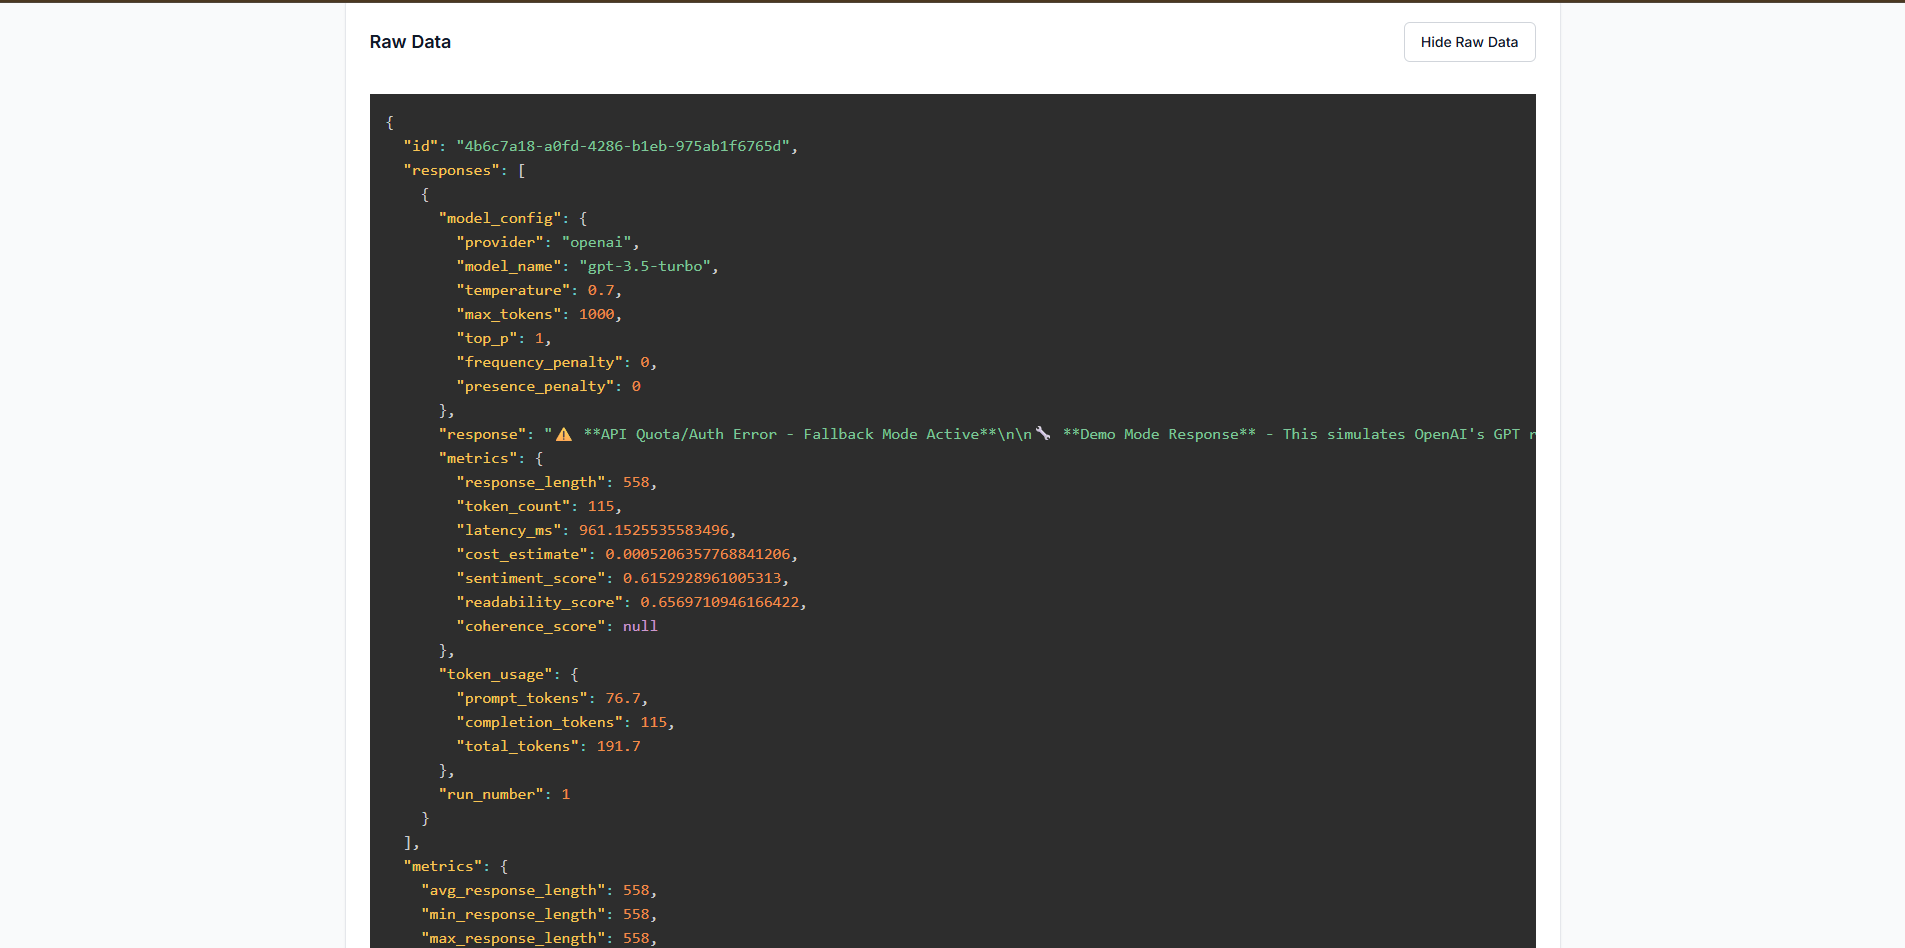 Raw Data
Hide Raw Data
{
"id": "4b6c7a18-a0fd-4286-b1eb-975ab1f6765d",
"responses": [
{
"model_config": {
"provider": "openai",
"model_name": "gpt-3.5-turbo",
"temperature": 0.7,
"max_tokens": 1000,
"top_p": 1,
"frequency_penalty": 0,
"presence_penalty": 0
},
"response": "⚠️ **API Quota/Auth Error - Fallback Mode Active**\n\n🔧 **Demo Mode Response** - This simulates OpenAI's GPT r
"metrics": {
"response_length": 558,
"token_count": 115,
"latency_ms": 961.1525535583496,
"cost_estimate": 0.0005206357768841206,
"sentiment_score": 0.6152928961005313,
"readability_score": 0.6569710946166422,
"coherence_score": null
},
"token_usage": {
"prompt_tokens": 76.7,
"completion_tokens": 115,
"total_tokens": 191.7
},
"run_number": 1
}
],
"metrics": {
"avg_response_length": 558,
"min_response_length": 558,
"max_response_length": 558,